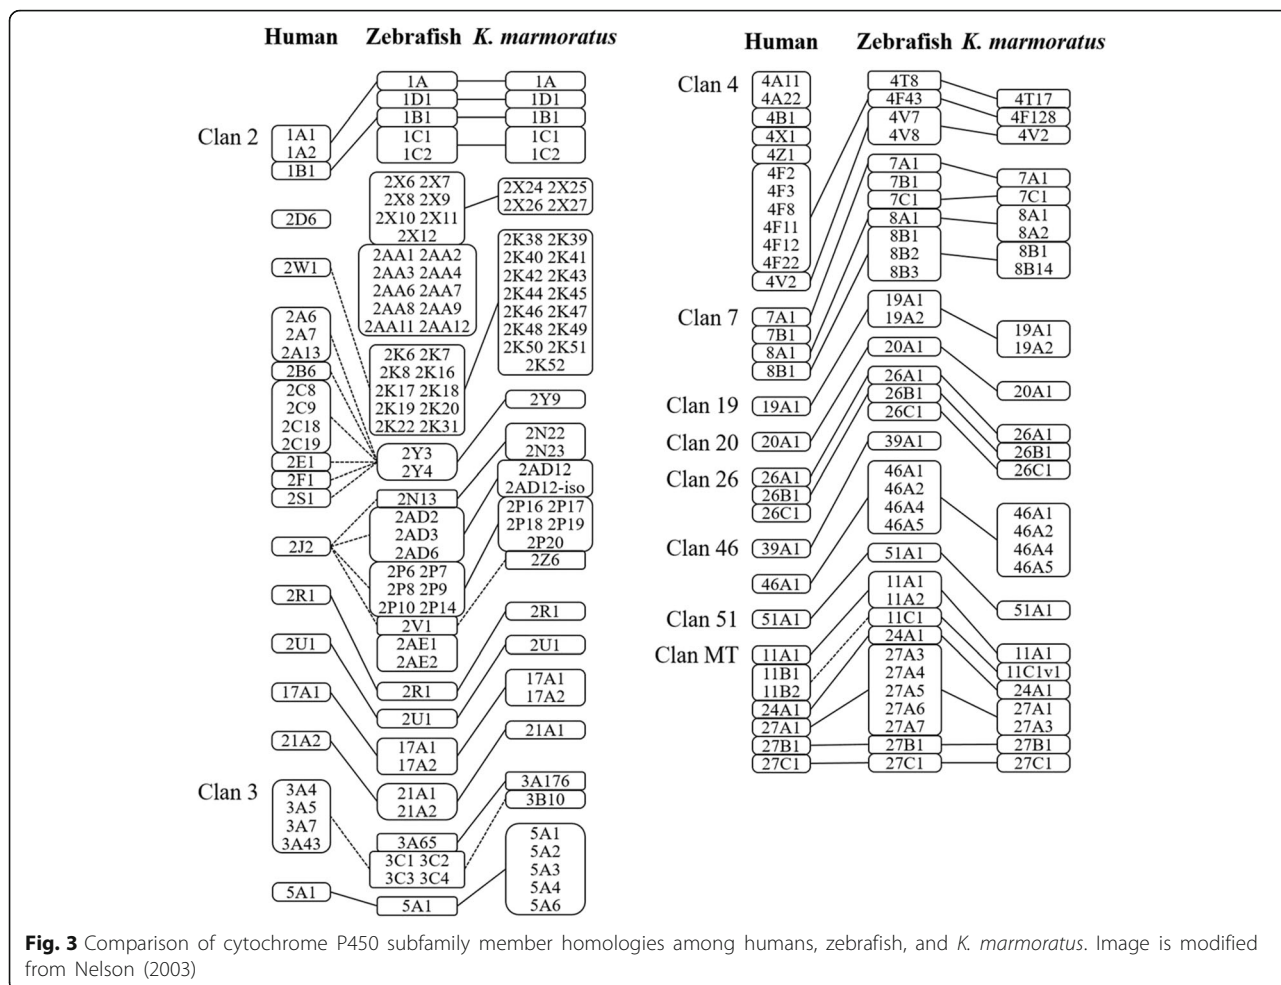 Human Zebrafish K. marmoratus
Clan 2
1A1
1A2
1B1
2D6
2W1
2A6
2A7
2A13
2B6
2C8
2C9
2C18
2C19
2E1
2F1
2S1
2J2
2R1
2U1
17A1
21A2
Clan 3
3A4
3A5
3A7
3A43
5A1
1A
1D1
1B1
1C1
1C2
2X6 2X7
2X8 2X9
2X10 2X11
2X12
2AA1 2AA2
2AA3 2AA4
2AA6 2AA7
2AA8 2AA9
2AA11 2AA12
2K6 2K7
2K8 2K16
2K17 2K18
2K19 2K20
2K22 2K31
2Y3
2Y4
2N13
2AD2
2AD3
2AD6
2P6 2P7
2P8 2P9
2P10 2P14
2V1
2AE1
2AE2
2R1
2U1
17A1
17A2
21A1
21A2
3A65
3C1 3C2
3C3 3C4
5A1
1A
1D1
1B1
1C1
1C2
2X24 2X25
2X26 2X27
2K38 2K39
2K40 2K41
2K42 2K43
2K44 2K45
2K46 2K47
2K48 2K49
2K50 2K51
2K52
2Y9
2N22
2N23
2AD12
2AD12-iso
2P16 2P17
2P18 2P19
2P20
2Z6
2R1
2U1
17A1
17A2
21A1
3A176
3B10
5A1
5A2
5A3
5A4
5A6
Human Zebrafish K. marmoratus
Clan 4
4A11
4A22
4B1
4X1
4Z1
4F2
4F3
4F8
4F11
4F12
4F22
4V2
Clan 7
7A1
7B1
8A1
8B1
Clan 19
19A1
Clan 20
20A1
Clan 26
26A1
26B1
26C1
Clan 46
39A1
46A1
Clan 51
51A1
Clan MT
11A1
11B1
11B2
24A1
27A1
27B1
27C1
4T8
4F43
4V7
4V8
7A1
7B1
7C1
8A1
8B1
8B2
8B3
19A1
19A2
20A1
26A1
26B1
26C1
39A1
46A1
46A2
46A4
46A5
51A1
11A1
11A2
11C1
24A1
27A3
27A4
27A5
27A6
27A7
27B1
27C1
4T17
4F128
4V2
7A1
7C1
8A1
8A2
8B1
8B14
19A1
19A2
20A1
26A1
26B1
26C1
46A1
46A2
46A4
46A5
51A1
11A1
11C1v1
24A1
27A1
27A3
27B1
27C1
Fig. 3 Comparison of cytochrome P450 subfamily member homologies among humans, zebrafish, and K. marmoratus. Image is modified
from Nelson (2003)